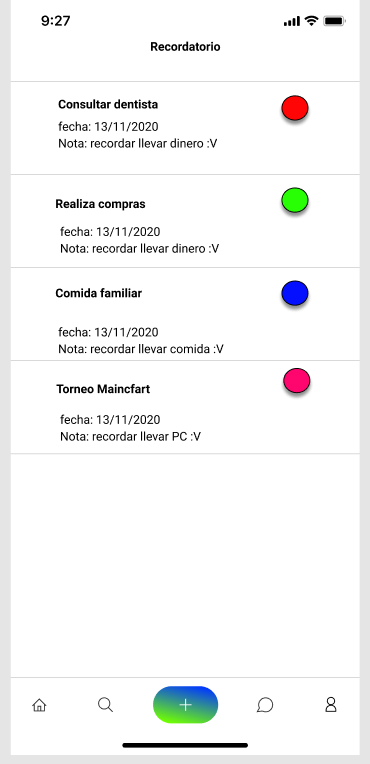 9:27
Recordatorio
Consultar dentista
fecha: 13/11/2020
Nota: recordar llevar dinero :V
Realiza compras
fecha: 13/11/2020
Nota: recordar llevar dinero :V
Comida familiar
fecha: 13/11/2020
Nota: recordar llevar comida :V
Torneo Maincfart
fecha: 13/11/2020
Nota: recordar llevar PC :V